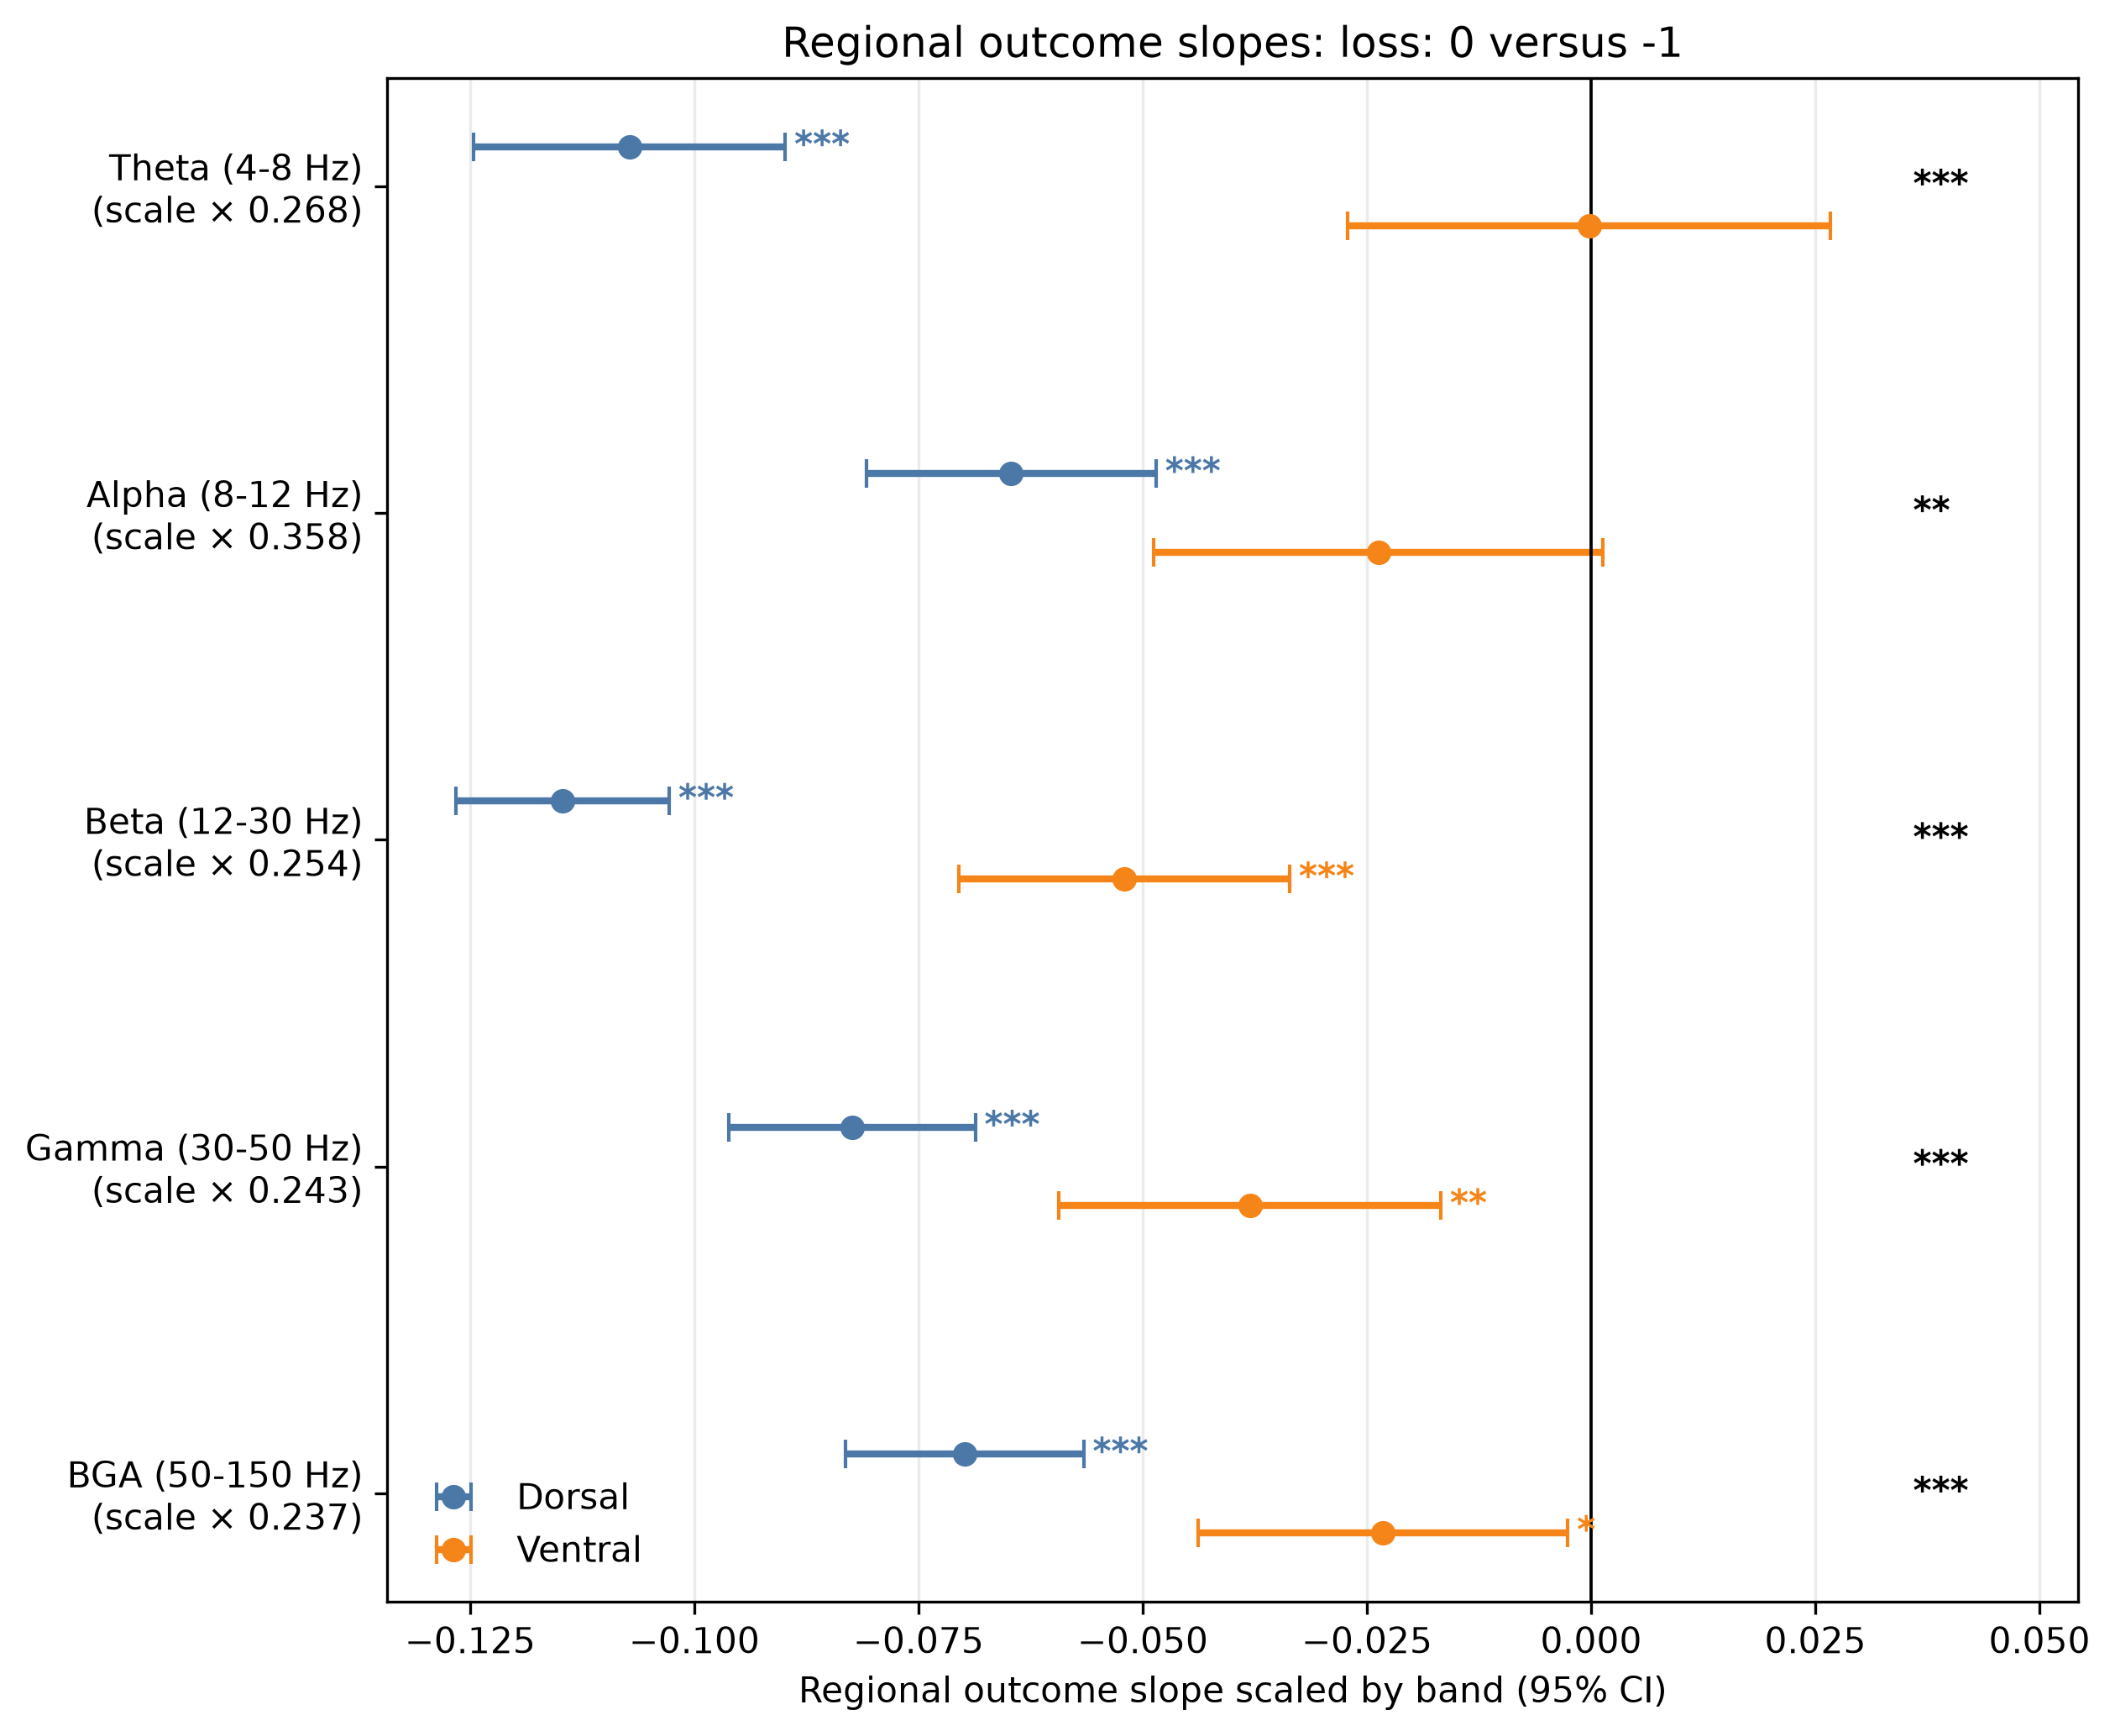 Regional outcome slopes: loss: 0 versus -1
Theta (4-8 Hz)
(scale × 0.268)
***
***
Alpha (8-12 Hz)
(scale × 0.358)
***
**
Beta (12-30 Hz)
(scale × 0.254)
***
***
***
Gamma (30-50 Hz)
(scale × 0.243)
***
***
**
BGA (50-150 Hz)
(scale × 0.237)
***
***
*
Dorsal
Ventral
−0.125 −0.100 −0.075 −0.050 −0.025 0.000 0.025 0.050
Regional outcome slope scaled by band (95% CI)